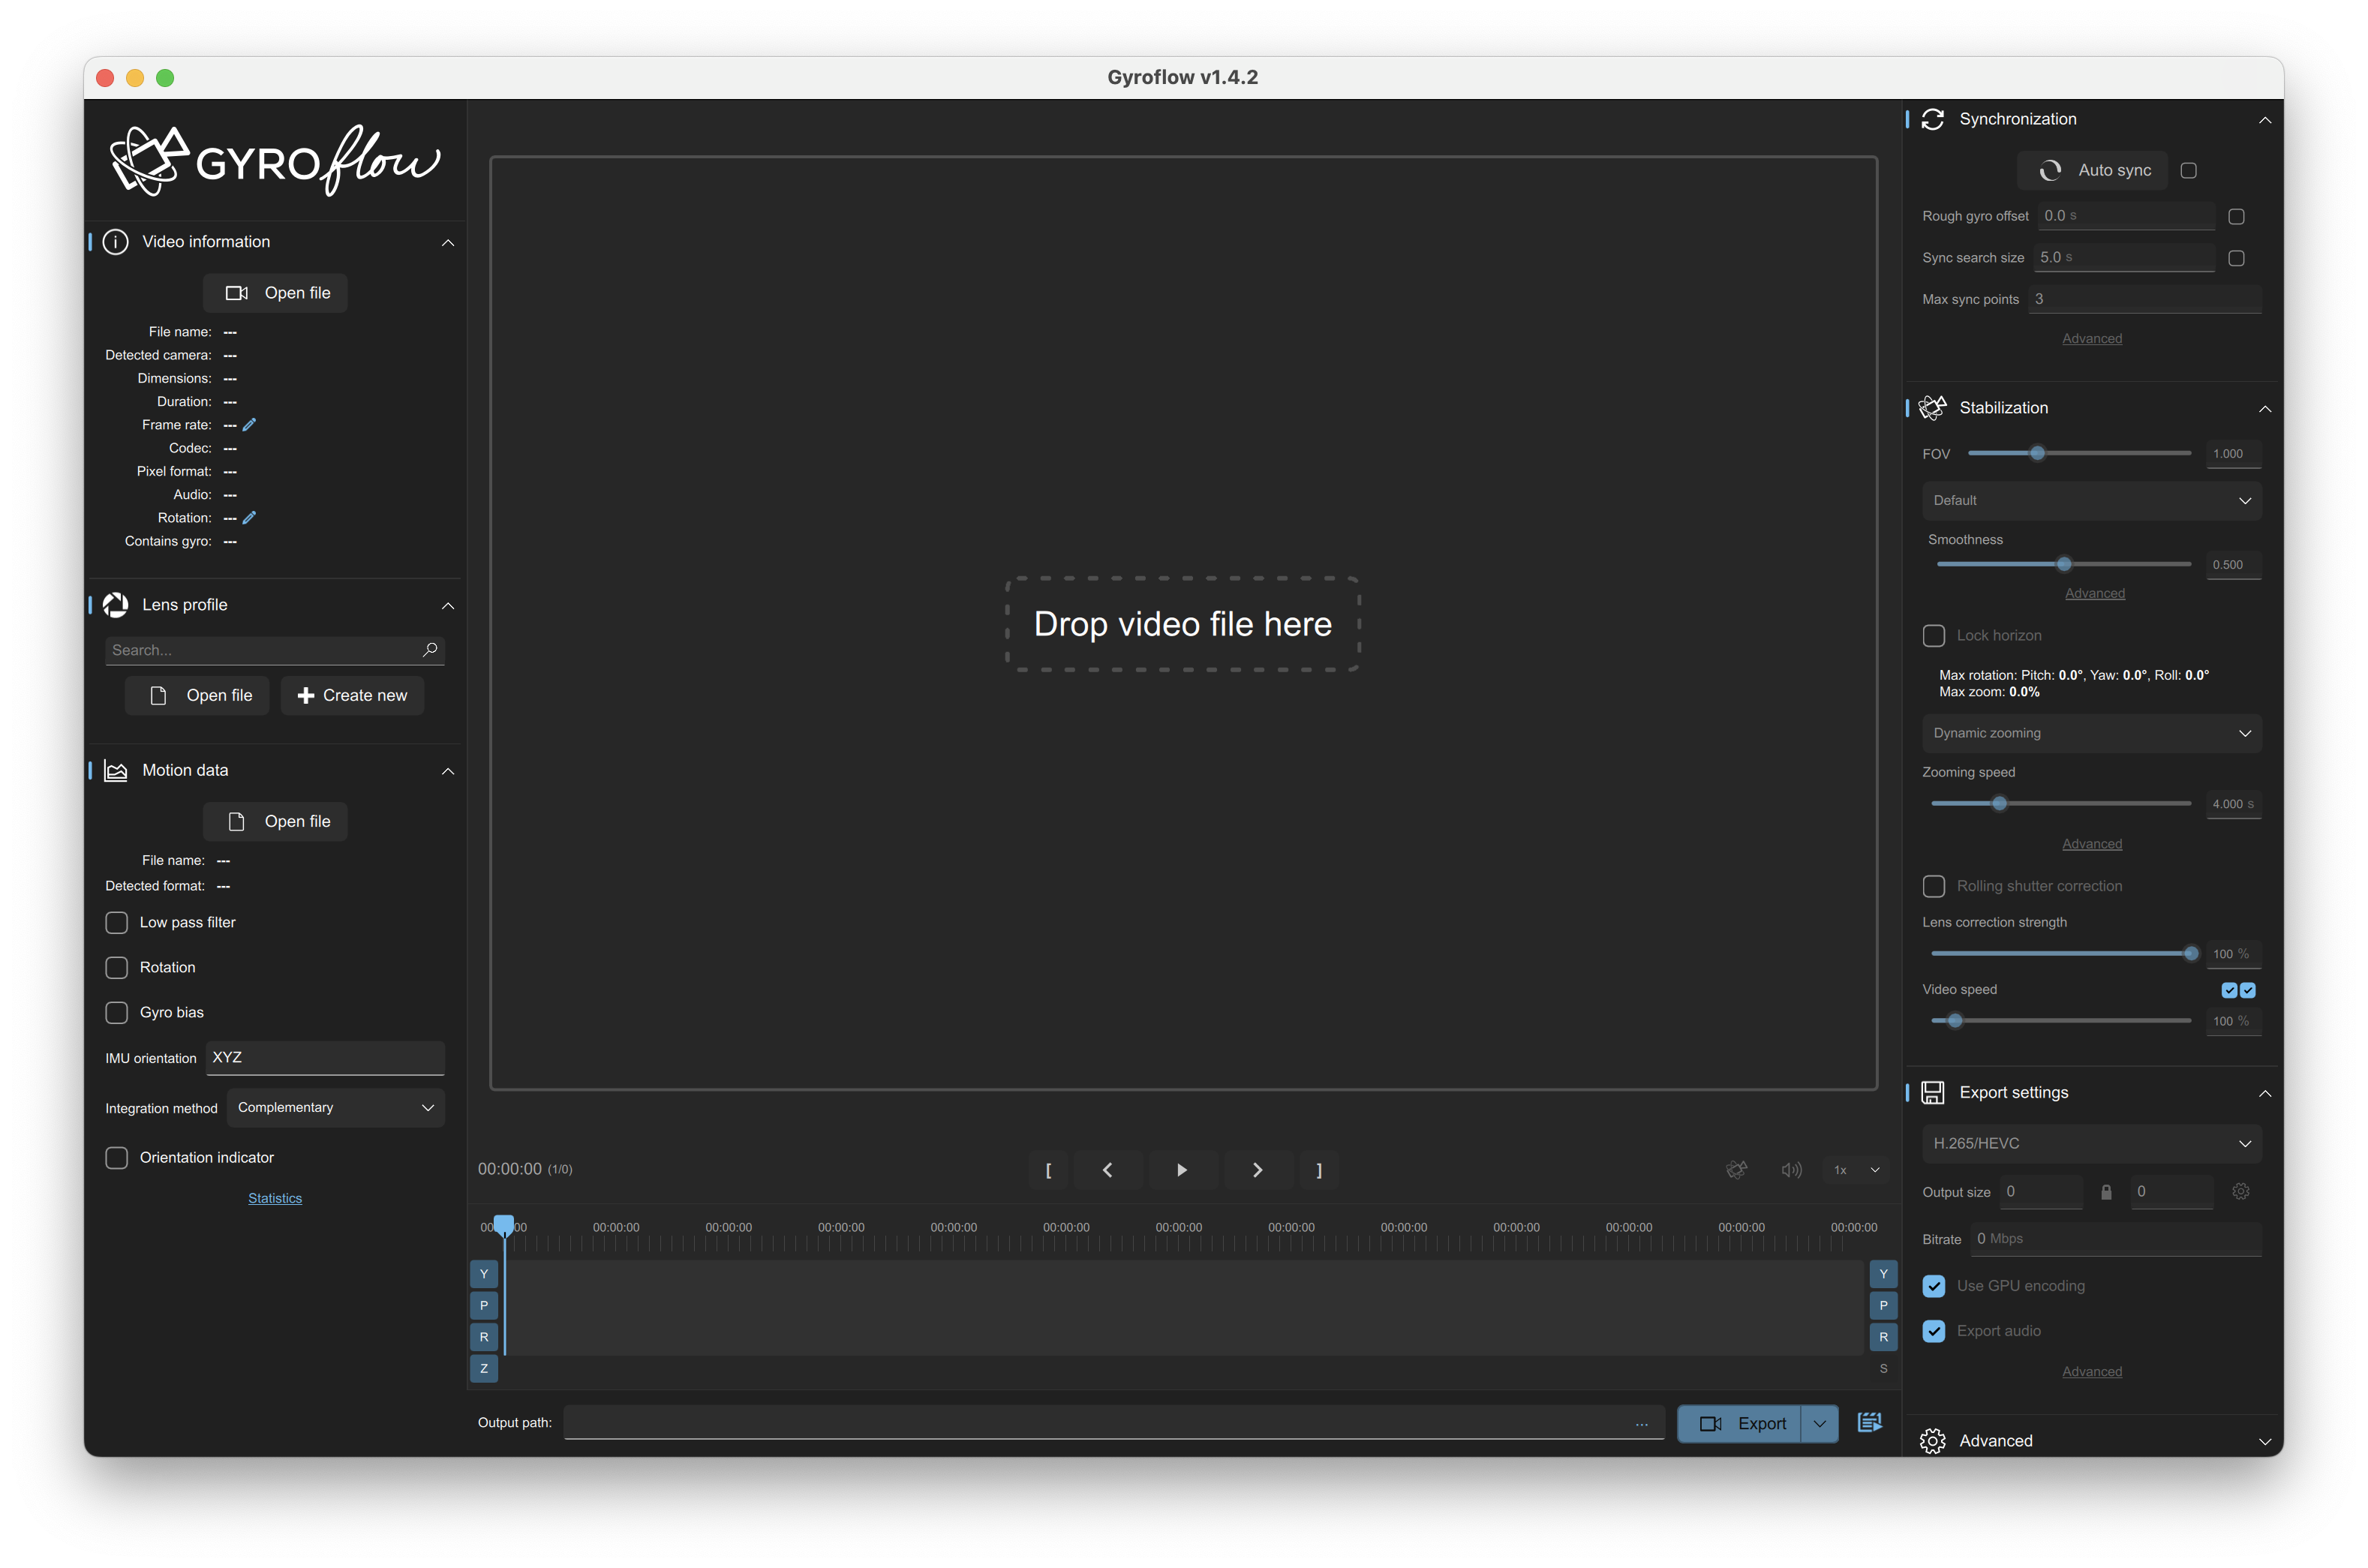 Gyroflow v1.4.2
GYROflow
Video information
Open file
File name: ---
Detected camera: ---
Dimensions: ---
Duration: ---
Frame rate: ---
Codec: ---
Pixel format: ---
Audio: ---
Rotation: ---
Contains gyro: ---
Lens profile
Search...
Open file
Create new
Motion data
Open file
File name: ---
Detected format: ---
Low pass filter
Rotation
Gyro bias
IMU orientation XYZ
Integration method Complementary
Orientation indicator
Statistics
Drop video file here
00:00:00 (1/0)
[
]
1x
00:00:00 00:00:00 00:00:00 00:00:00 00:00:00 00:00:00 00:00:00 00:00:00 00:00:00 00:00:00 00:00:00 00:00:00
Y
P
R
Z
Y
P
R
S
Output path:
...
Export
Synchronization
Auto sync
Rough gyro offset 0.0 s
Sync search size 5.0 s
Max sync points 3
Advanced
Stabilization
FOV 1.000
Default
Smoothness
0.500
Advanced
Lock horizon
Max rotation: Pitch: 0.0°, Yaw: 0.0°, Roll: 0.0°
Max zoom: 0.0%
Dynamic zooming
Zooming speed
4.000 s
Advanced
Rolling shutter correction
Lens correction strength
100 %
Video speed
100 %
Export settings
H.265/HEVC
Output size 0 0
Bitrate 0 Mbps
Use GPU encoding
Export audio
Advanced
Advanced